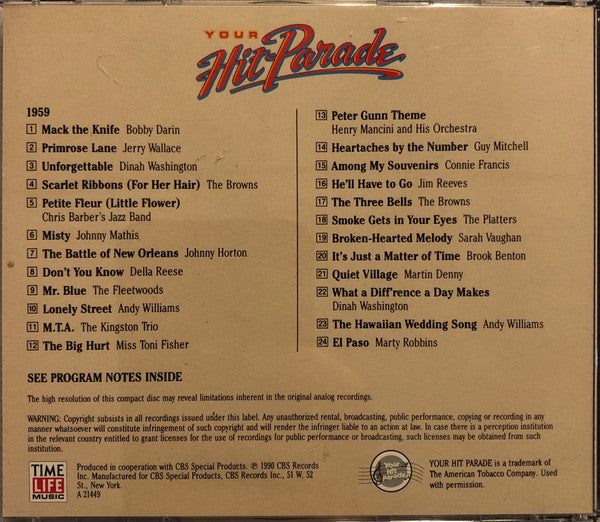 YOUR
Hit Parade
1959
1 Mack the Knife Bobby Darin
2 Primrose Lane Jerry Wallace
3 Unforgettable Dinah Washington
4 Scarlet Ribbons (For Her Hair) The Browns
5 Petite Fleur (Little Flower)
Chris Barber's Jazz Band
6 Misty Johnny Mathis
7 The Battle of New Orleans Johnny Horton
8 Don't You Know Della Reese
9 Mr. Blue The Fleetwoods
10 Lonely Street Andy Williams
11 M.T.A. The Kingston Trio
12 The Big Hurt Miss Toni Fisher
13 Peter Gunn Theme
Henry Mancini and His Orchestra
14 Heartaches by the Number Guy Mitchell
15 Among My Souvenirs Connie Francis
16 He'll Have to Go Jim Reeves
17 The Three Bells The Browns
18 Smoke Gets in Your Eyes The Platters
19 Broken-Hearted Melody Sarah Vaughan
20 It's Just a Matter of Time Brook Benton
21 Quiet Village Martin Denny
22 What a Diff'rence a Day Makes
Dinah Washington
23 The Hawaiian Wedding Song Andy Williams
24 El Paso Marty Robbins
SEE PROGRAM NOTES INSIDE
The high resolution of this compact disc may reveal limitations inherent in the original analog recordings.
WARNING: Copyright subsists in all recordings issued under this label. Any unauthorized rental, broadcasting, public performance, copying or recording in any
manner whatsoever will constitute infringement of such copyright and will render the infringer liable to an action at law. In case there is a perception institution
in the relevant country entitled to grant licenses for the use of recordings for public performance or broadcasting, such licenses may be obtained from such
institution.
TIME
LIFE
MUSIC
Produced in cooperation with CBS Special Products. ℗ 1990 CBS Records
Inc. Manufactured for CBS Special Products, CBS Records Inc., 51 W. 52
St., New York.
A 21449
Your
Hit
Parade
YOUR HIT PARADE is a trademark of
The American Tobacco Company. Used
with permission.